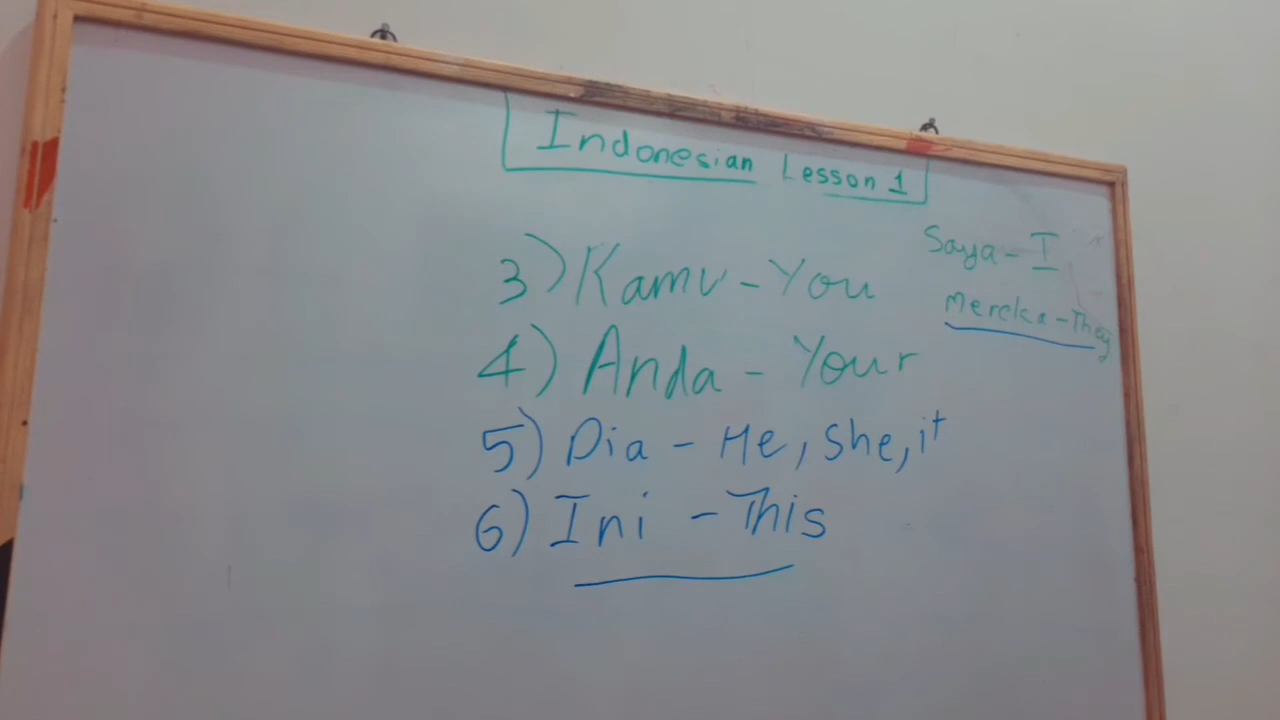 Indonesian Lesson 1
Saya - I
Mereka - They
3) Kamu - You
4) Anda - Your
5) Dia - He, She, it
6) Ini - This